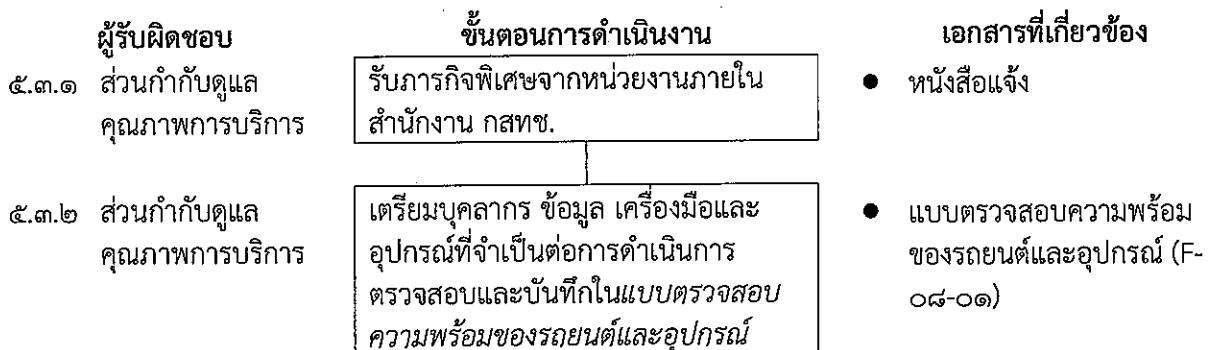 ผู้รับผิดชอบ ขั้นตอนการดำเนินงาน เอกสารที่เกี่ยวข้อง
๕.๓.๑ ส่วนกำกับดูแล รับภารกิจพิเศษจากหน่วยงานภายใน ● หนังสือแจ้ง
คุณภาพการบริการ สำนักงาน กสทช.
๕.๓.๒ ส่วนกำกับดูแล เตรียมบุคลากร ข้อมูล เครื่องมือและ ● แบบตรวจสอบความพร้อม
คุณภาพการบริการ อุปกรณ์ที่จำเป็นต่อการดำเนินการ ของรถยนต์และอุปกรณ์ (F-
ตรวจสอบและบันทึกในแบบตรวจสอบ ๐๘-๐๑)
ความพร้อมของรถยนต์และอุปกรณ์